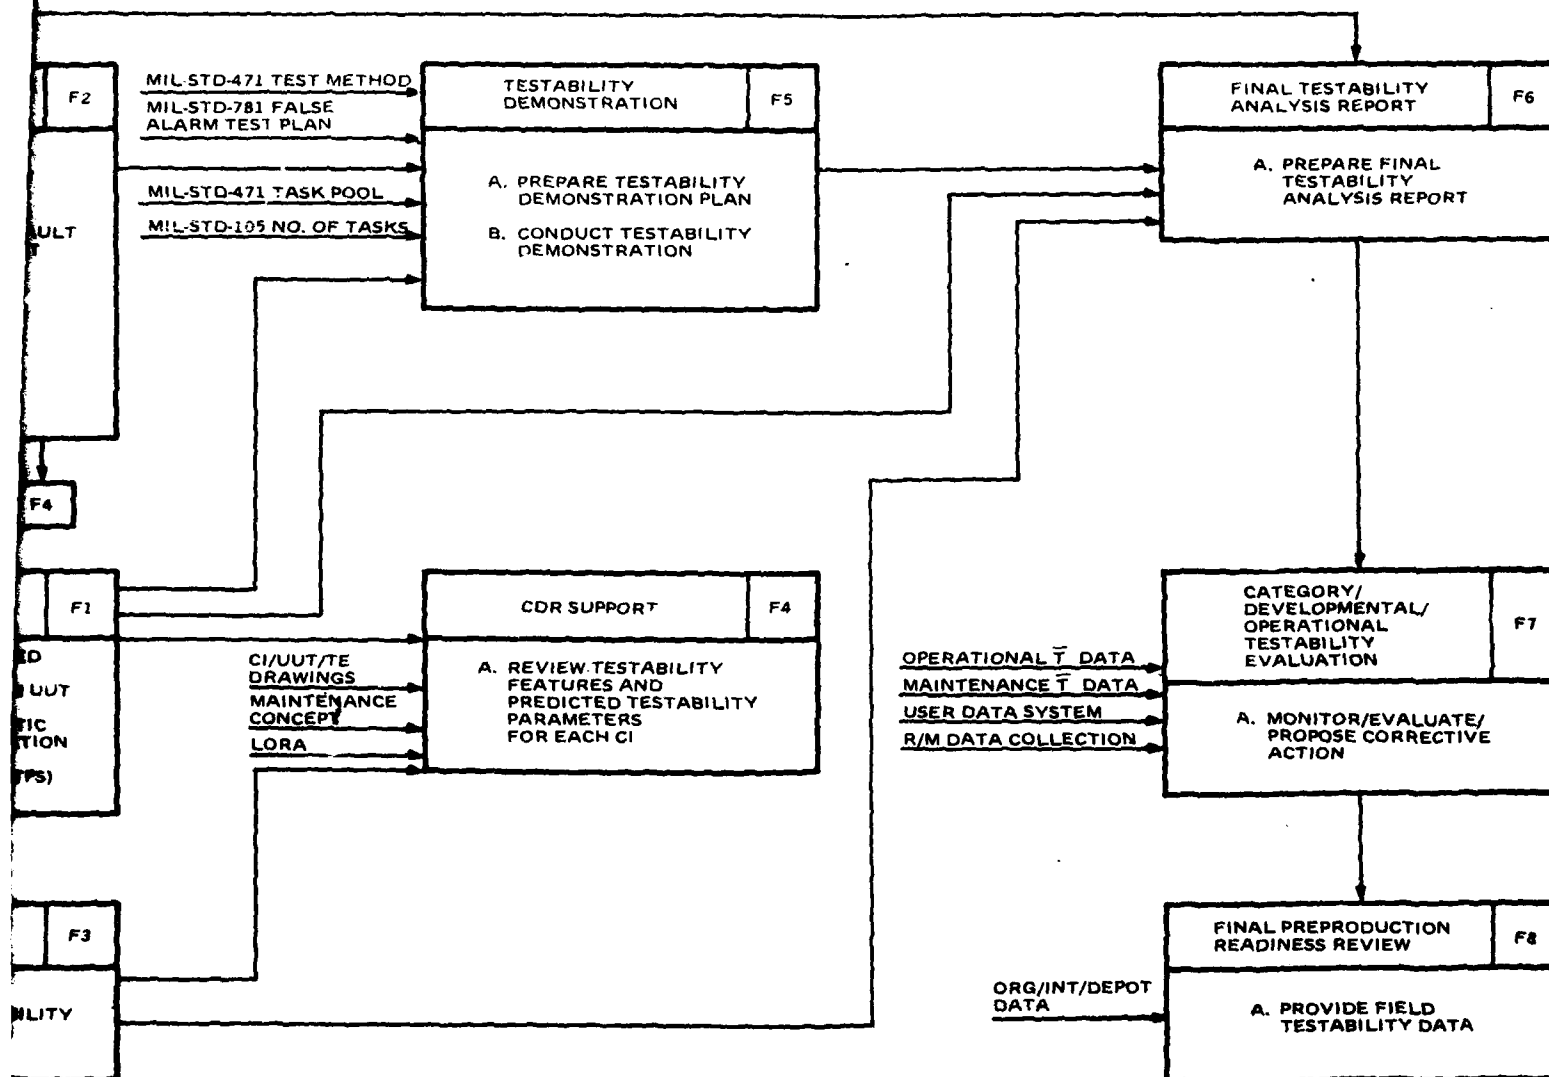 F2
AULT
T
F4
F1
ED
UUT
TIC
TION
TPS)
F3
ILITY
MIL-STD-471 TEST METHOD
MIL-STD-781 FALSE
ALARM TEST PLAN
MIL-STD-471 TASK POOL
MIL-STD-105 NO. OF TASKS
TESTABILITY
DEMONSTRATION
F5
A. PREPARE TESTABILITY
DEMONSTRATION PLAN
B. CONDUCT TESTABILITY
DEMONSTRATION
CI/UUT/TE
DRAWINGS
MAINTENANCE
CONCEPT
LORA
CDR SUPPORT
F4
A. REVIEW TESTABILITY
FEATURES AND
PREDICTED TESTABILITY
PARAMETERS
FOR EACH CI
FINAL TESTABILITY
ANALYSIS REPORT
F6
A. PREPARE FINAL
TESTABILITY
ANALYSIS REPORT
OPERATIONAL T̅ DATA
MAINTENANCE T̅ DATA
USER DATA SYSTEM
R/M DATA COLLECTION
CATEGORY/
DEVELOPMENTAL/
OPERATIONAL
TESTABILITY
EVALUATION
F7
A. MONITOR/EVALUATE/
PROPOSE CORRECTIVE
ACTION
ORG/INT/DEPOT
DATA
FINAL PREPRODUCTION
READINESS REVIEW
F8
A. PROVIDE FIELD
TESTABILITY DATA